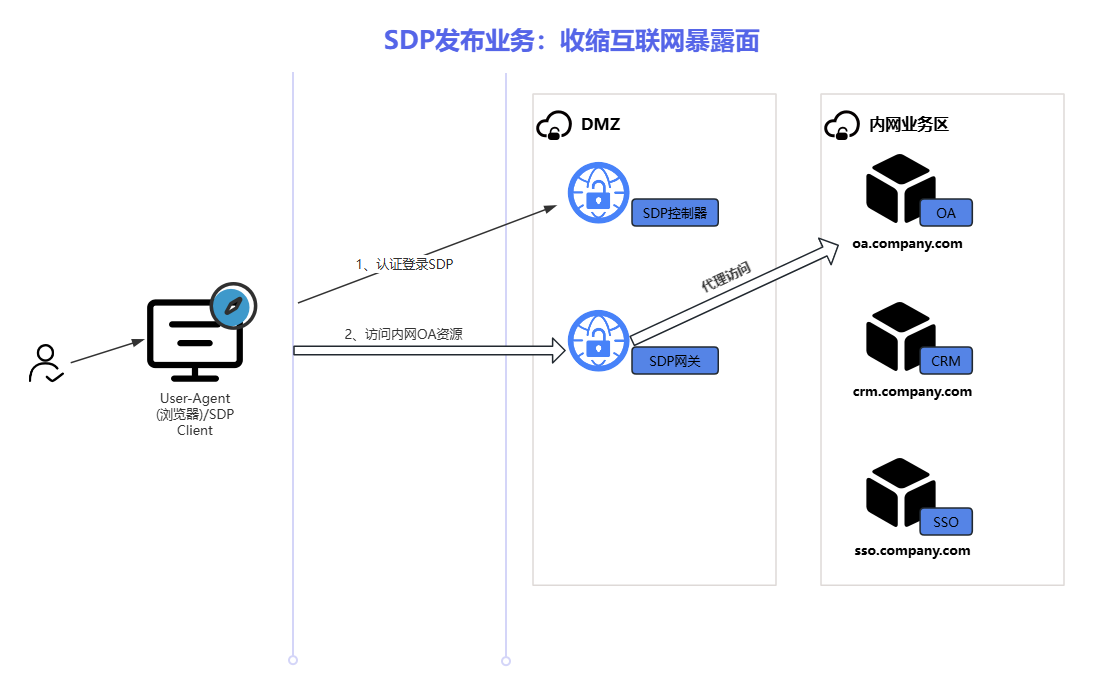 SDP发布业务：收缩互联网暴露面
DMZ
内网业务区
SDP控制器
OA
oa.company.com
1、认证登录SDP
代理访问
2、访问内网OA资源
SDP网关
CRM
crm.company.com
User-Agent
(浏览器)/SDP
Client
SSO
sso.company.com